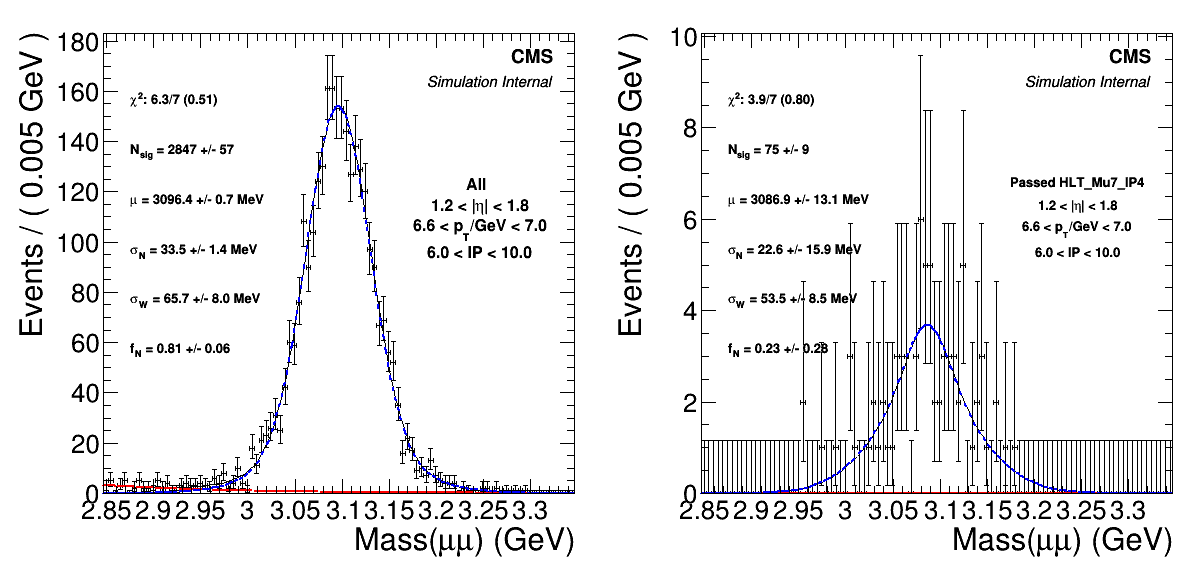 Events / ( 0.005 GeV )
180
160
140
120
100
80
60
40
20
0
CMS
Simulation Internal
χ²: 6.3/7 (0.51)
N_sig = 2847 +/- 57
μ = 3096.4 +/- 0.7 MeV
σ_N = 33.5 +/- 1.4 MeV
σ_W = 65.7 +/- 8.0 MeV
f_N = 0.81 +/- 0.06
All
1.2 < |η| < 1.8
6.6 < p_T/GeV < 7.0
6.0 < IP < 10.0
2.85 2.9 2.95 3 3.05 3.1 3.15 3.2 3.25 3.3
Mass(μμ) (GeV)
Events / ( 0.005 GeV )
10
8
6
4
2
0
CMS
Simulation Internal
χ²: 3.9/7 (0.80)
N_sig = 75 +/- 9
μ = 3086.9 +/- 13.1 MeV
σ_N = 22.6 +/- 15.9 MeV
σ_W = 53.5 +/- 8.5 MeV
f_N = 0.23 +/- 0.28
Passed HLT_Mu7_IP4
1.2 < |η| < 1.8
6.6 < p_T/GeV < 7.0
6.0 < IP < 10.0
2.85 2.9 2.95 3 3.05 3.1 3.15 3.2 3.25 3.3
Mass(μμ) (GeV)